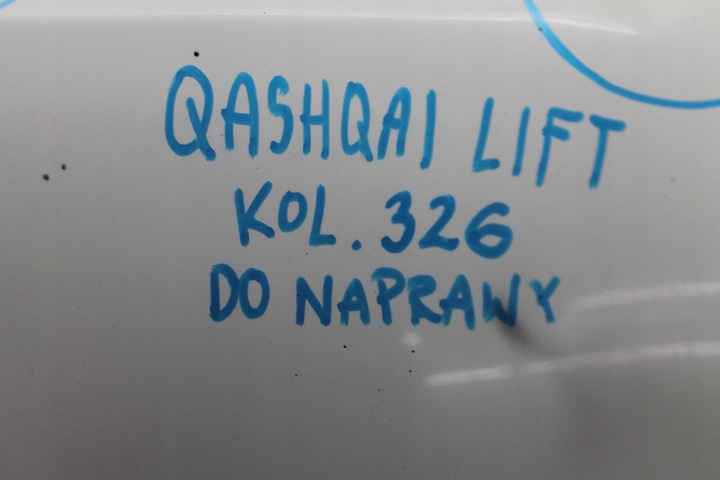 QASHQAI LIFT
KOL. 326
DO NAPRAWY